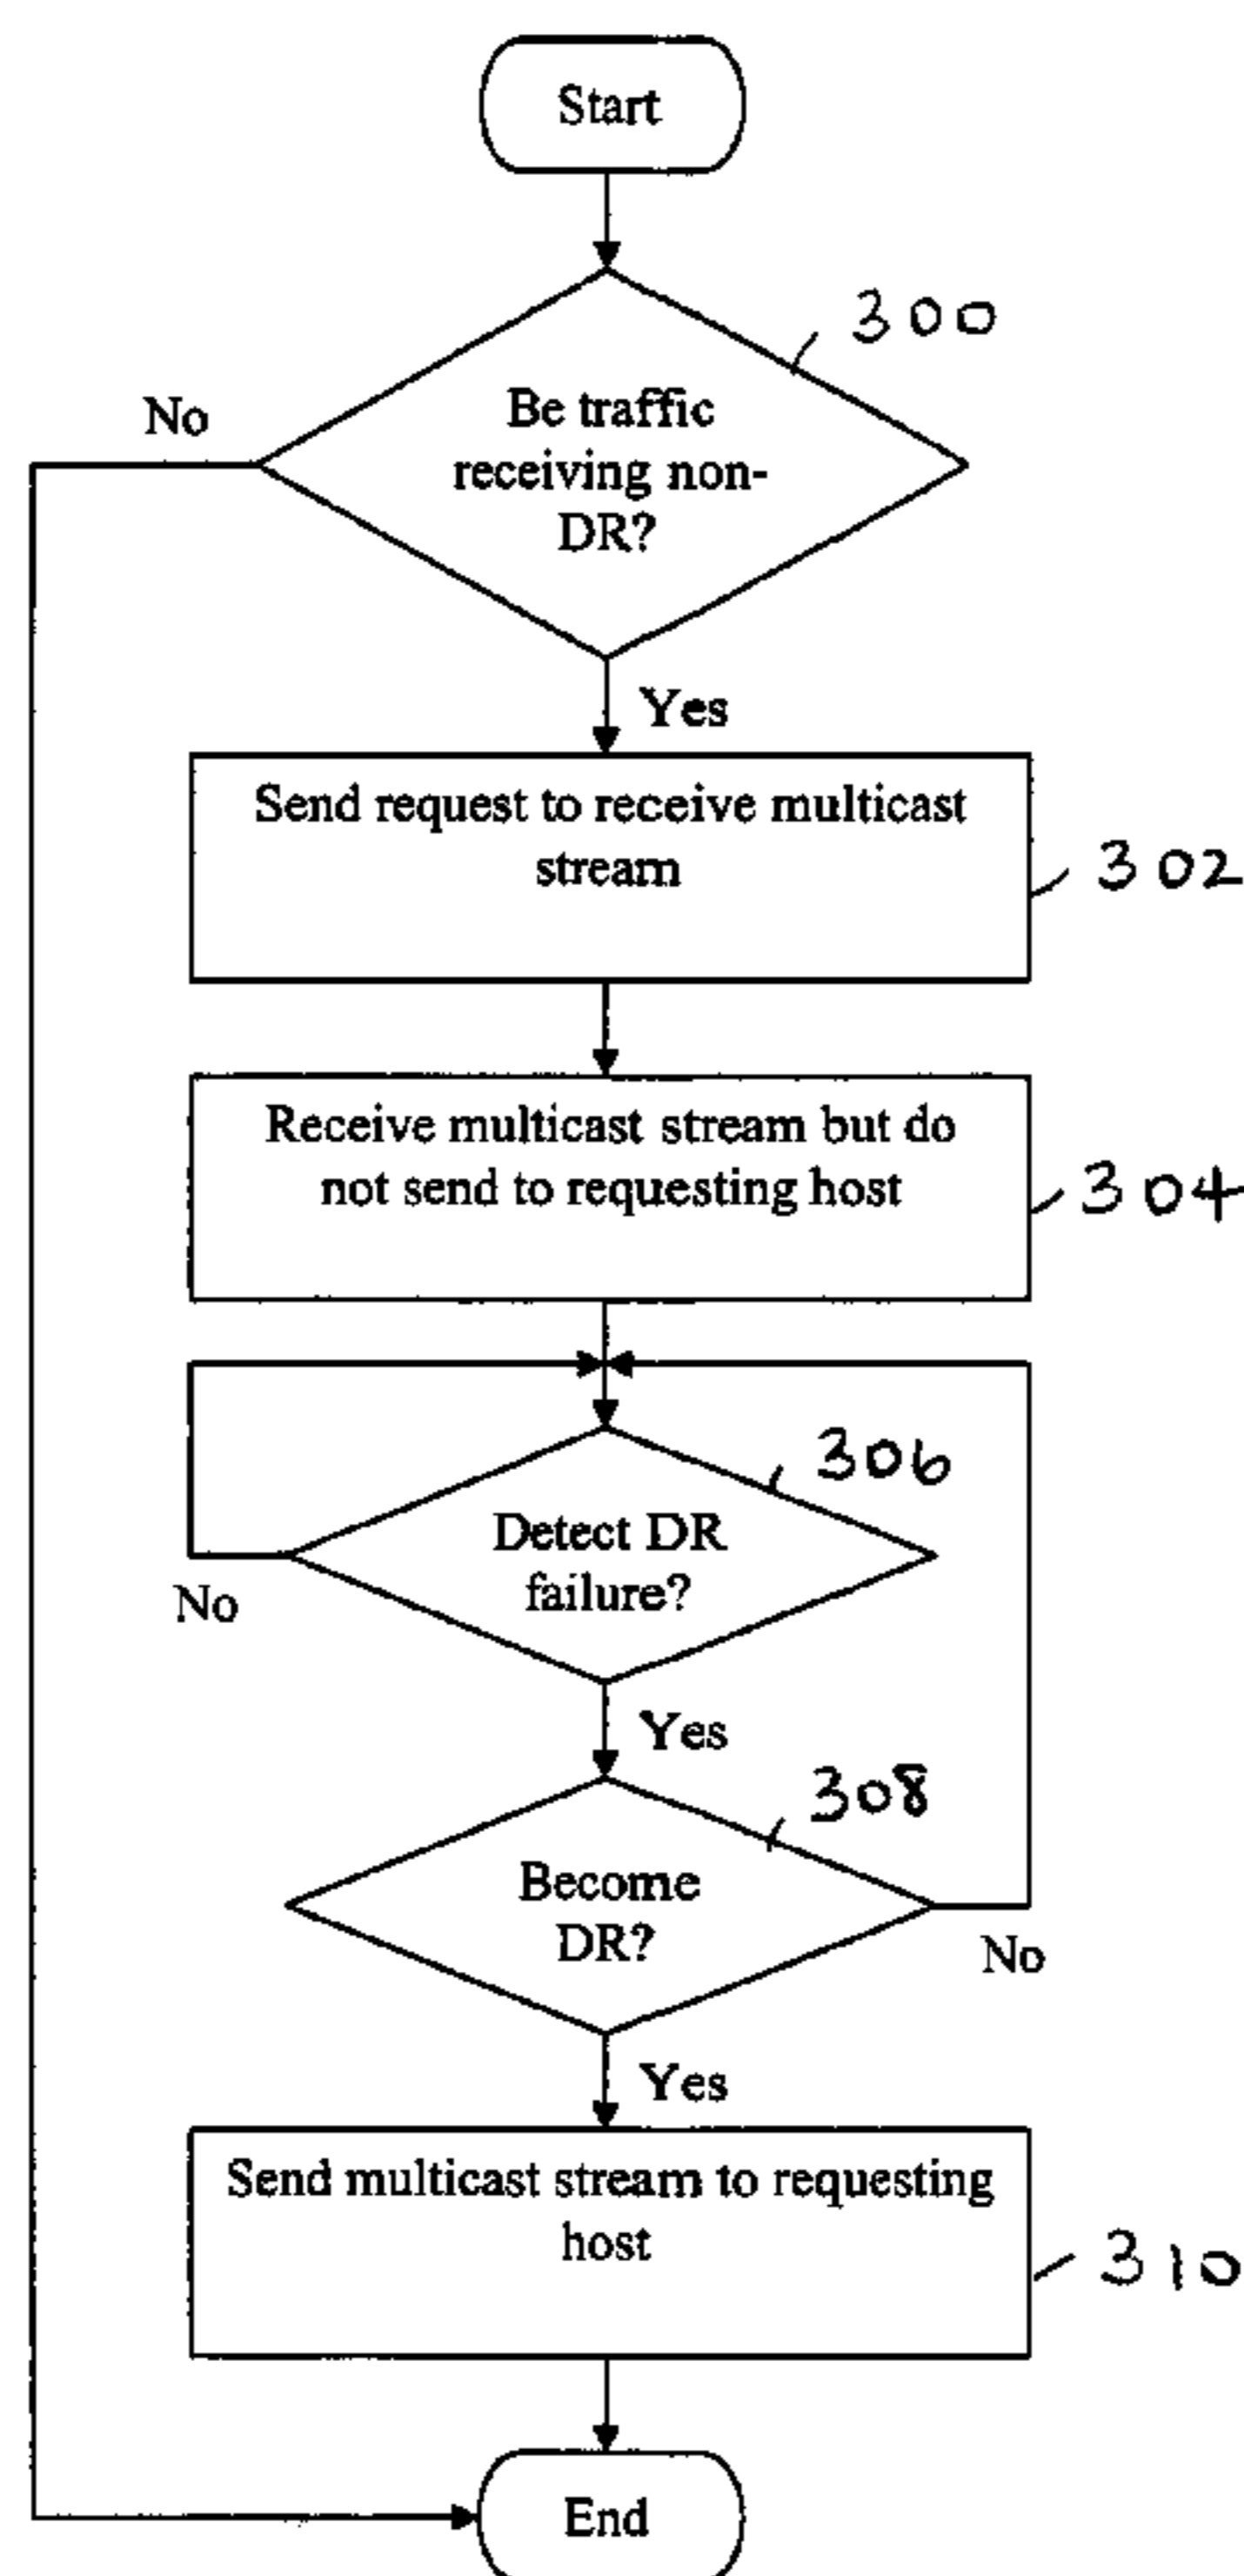 Start
300
No
Be traffic
receiving non-
DR?
Yes
Send request to receive multicast
stream
302
Receive multicast stream but do
not send to requesting host
304
306
Detect DR
failure?
No
Yes
308
Become
DR?
No
Yes
Send multicast stream to requesting
host
310
End